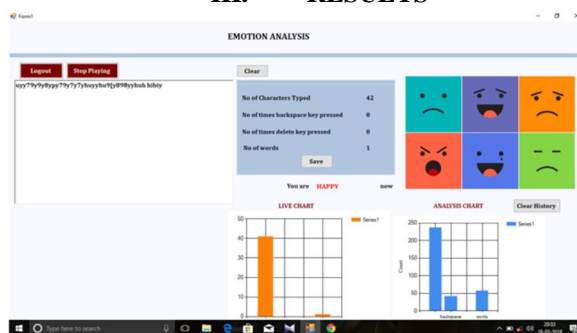 III. RESULTS
Form1
EMOTION ANALYSIS
Logout Stop Playing Clear
No of Characters Typed 42
No of times backspace key pressed 0
No of times delete key pressed 0
No of words 1
Save
You are HAPPY now
LIVE CHART
ANALYSIS CHART Clear History
Series1
Series1
50
40
30
20
10
0
250
200
150
100
50
0
Count
backspace words
Type here to search
20:33